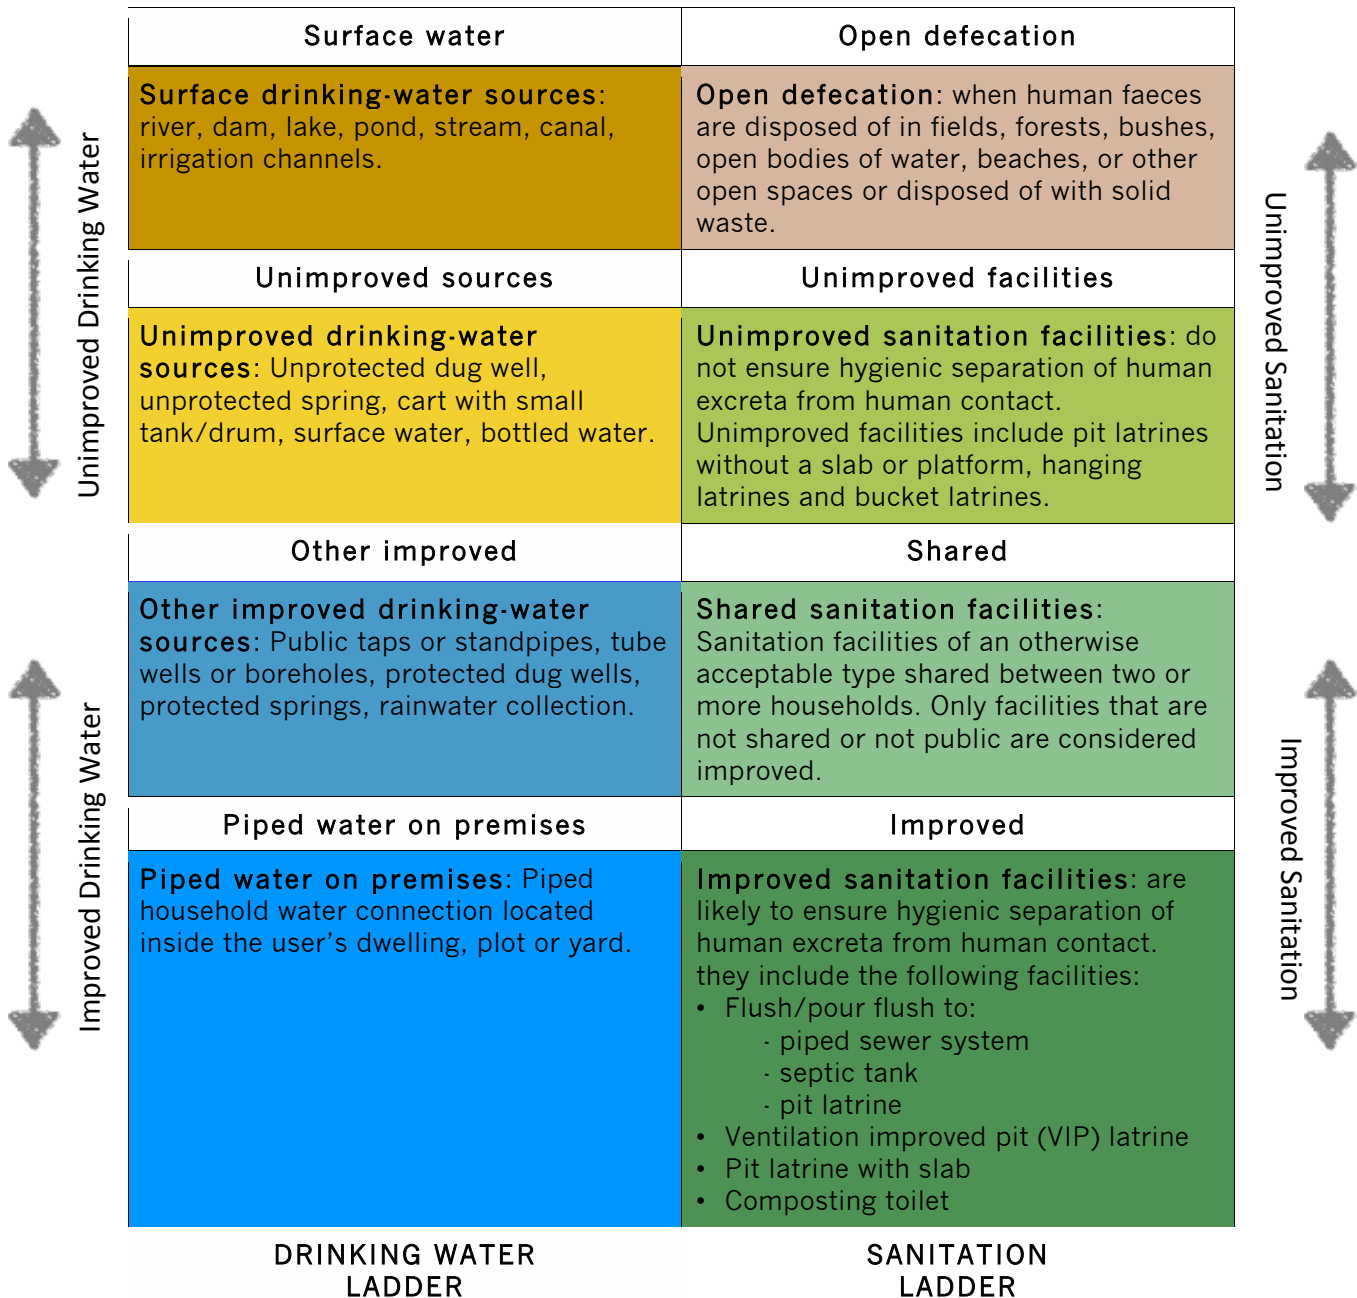 Surface water
Open defecation
Surface drinking-water sources:
river, dam, lake, pond, stream, canal,
irrigation channels.
Open defecation: when human faeces
are disposed of in fields, forests, bushes,
open bodies of water, beaches, or other
open spaces or disposed of with solid
waste.
Unimproved Drinking Water
Unimproved Sanitation
Unimproved sources
Unimproved facilities
Unimproved drinking-water
sources: Unprotected dug well,
unprotected spring, cart with small
tank/drum, surface water, bottled water.
Unimproved sanitation facilities: do
not ensure hygienic separation of human
excreta from human contact.
Unimproved facilities include pit latrines
without a slab or platform, hanging
latrines and bucket latrines.
Other improved
Shared
Other improved drinking-water
sources: Public taps or standpipes, tube
wells or boreholes, protected dug wells,
protected springs, rainwater collection.
Shared sanitation facilities:
Sanitation facilities of an otherwise
acceptable type shared between two or
more households. Only facilities that are
not shared or not public are considered
improved.
Improved Drinking Water
Improved Sanitation
Piped water on premises
Improved
Piped water on premises: Piped
household water connection located
inside the user’s dwelling, plot or yard.
Improved sanitation facilities: are
likely to ensure hygienic separation of
human excreta from human contact.
they include the following facilities:
• Flush/pour flush to:
- piped sewer system
- septic tank
- pit latrine
• Ventilation improved pit (VIP) latrine
• Pit latrine with slab
• Composting toilet
DRINKING WATER
LADDER
SANITATION
LADDER